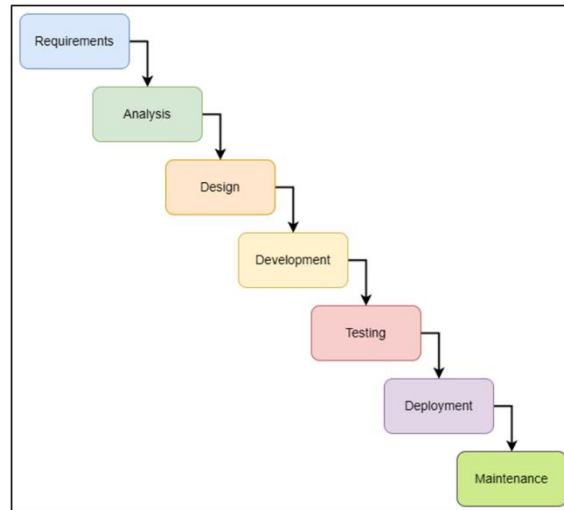 Requirements
Analysis
Design
Development
Testing
Deployment
Maintenance